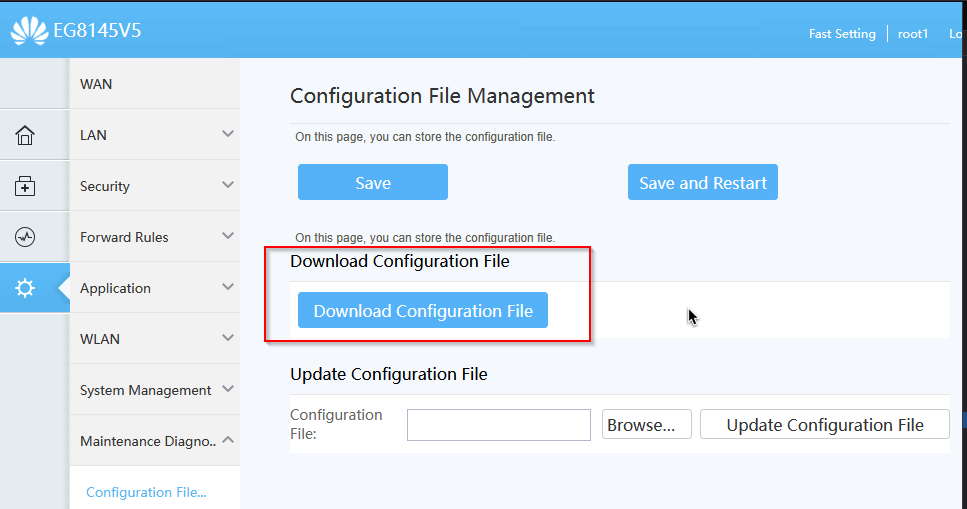 EG8145V5
Fast Setting
root1
Lo
WAN
LAN
Security
Forward Rules
Application
WLAN
System Management
Maintenance Diagno..
Configuration File...
Configuration File Management
On this page, you can store the configuration file.
Save
Save and Restart
On this page, you can store the configuration file.
Download Configuration File
Download Configuration File
Update Configuration File
Configuration
File:
Browse...
Update Configuration File